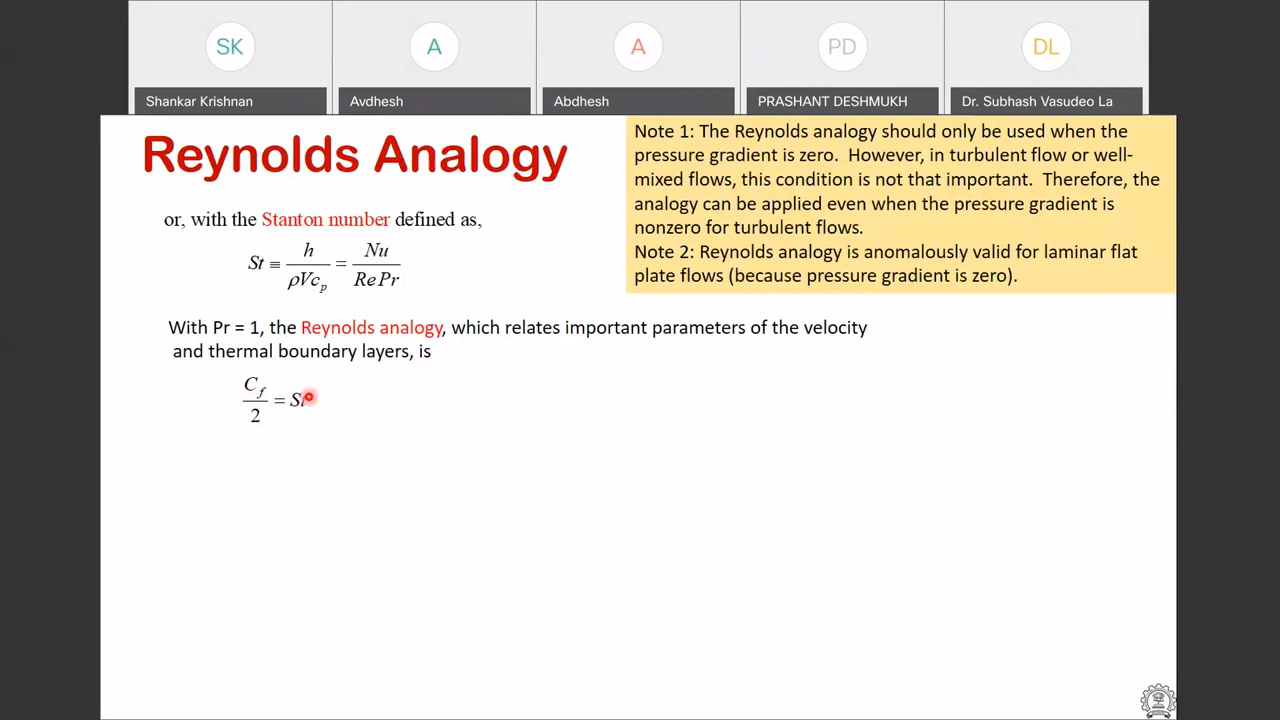 SK
A
A
PD
DL
Shankar Krishnan
Avdhesh
Abdhesh
PRASHANT DESHMUKH
Dr. Subhash Vasudeo La
Reynolds Analogy
or, with the Stanton number defined as,
St ≡ h / ρVc_p = Nu / Re Pr
With Pr = 1, the Reynolds analogy, which relates important parameters of the velocity
and thermal boundary layers, is
C_f / 2 = St
Note 1: The Reynolds analogy should only be used when the
pressure gradient is zero. However, in turbulent flow or well-
mixed flows, this condition is not that important. Therefore, the
analogy can be applied even when the pressure gradient is
nonzero for turbulent flows.
Note 2: Reynolds analogy is anomalously valid for laminar flat
plate flows (because pressure gradient is zero).